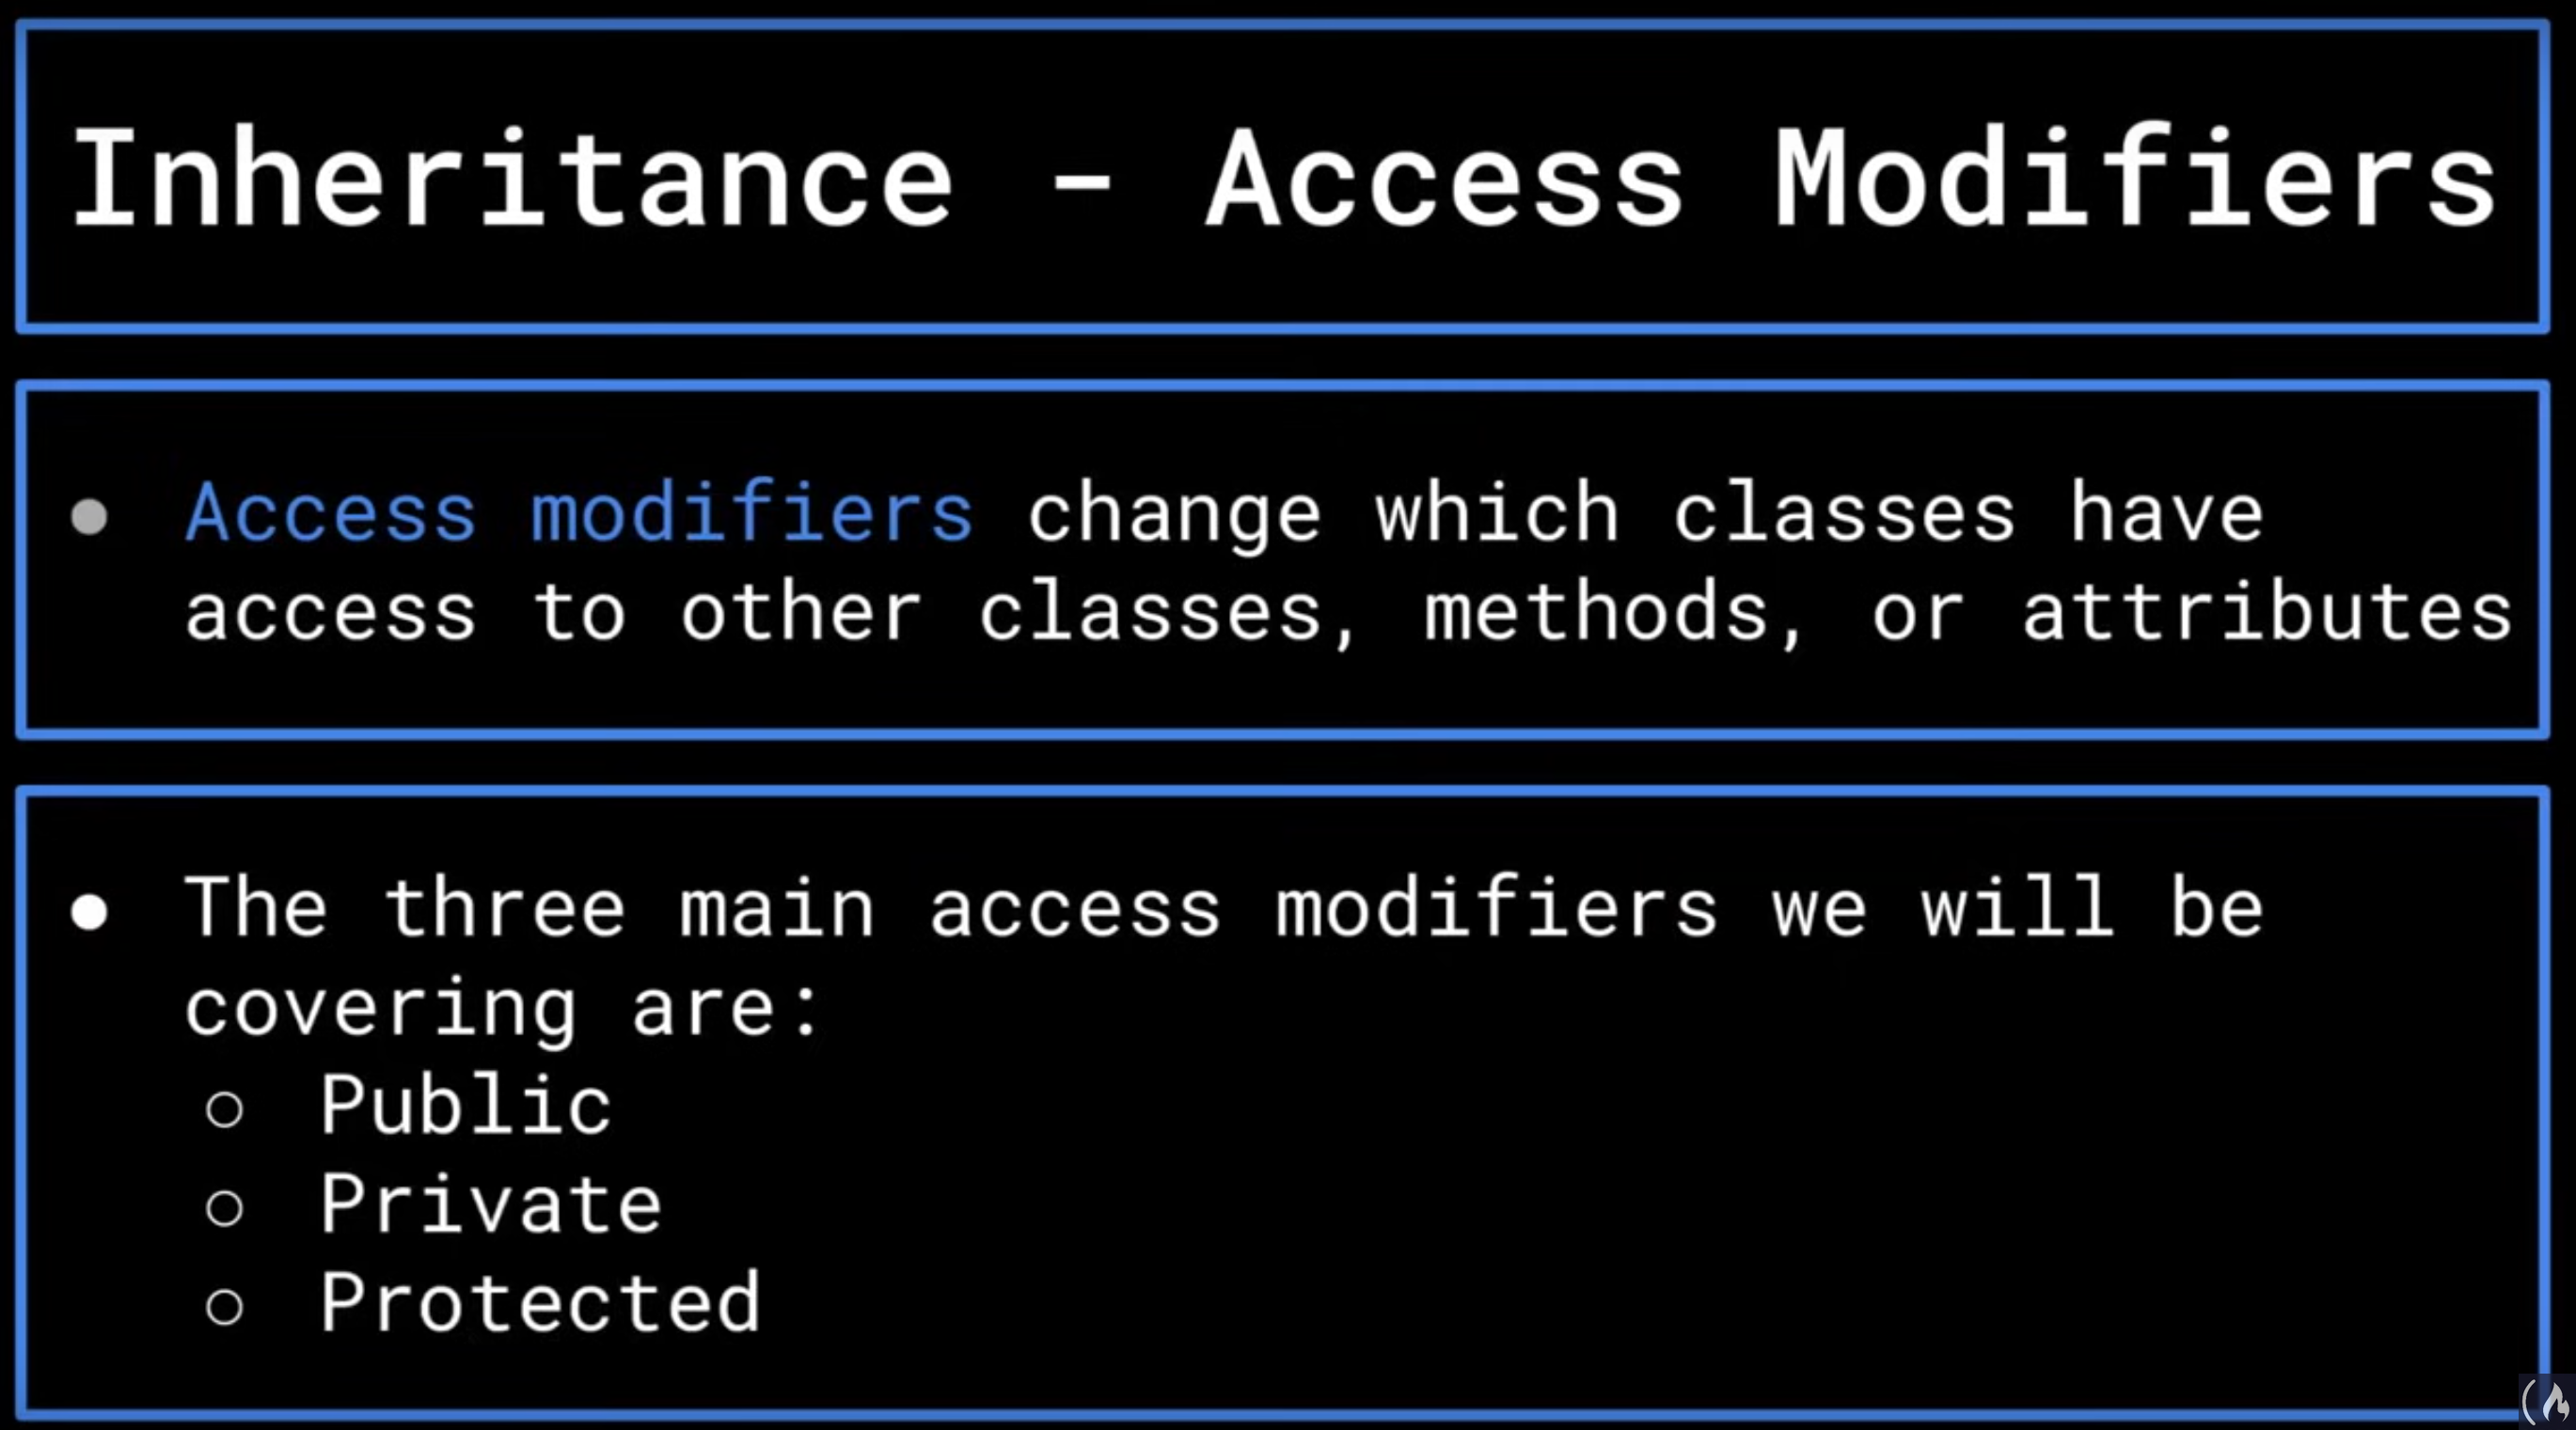 Inheritance - Access Modifiers
● Access modifiers change which classes have
access to other classes, methods, or attributes
● The three main access modifiers we will be
covering are:
○ Public
○ Private
○ Protected